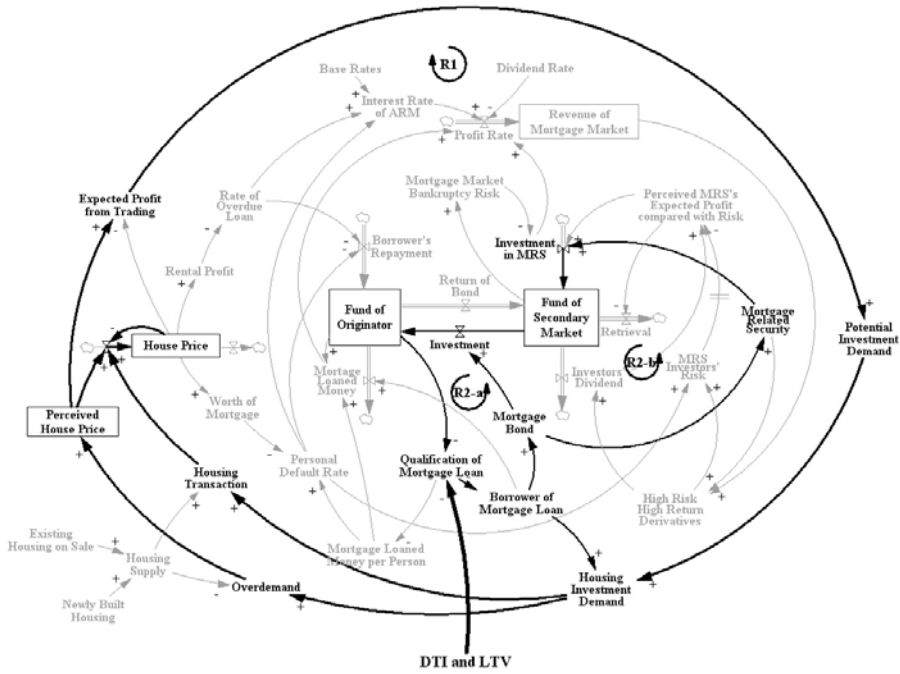 R1
Base Rates
Dividend Rate
Interest Rate
of ARM
Revenue of
Mortgage Market
Profit Rate
Expected Profit
from Trading
Rate of
Overdue
Loan
Mortgage Market
Bankruptcy Risk
Perceived MRS's
Expected Profit
compared with Risk
Borrower's
Repayment
Investment
in MRS
Rental Profit
Return of
Bond
Fund of
Originator
Fund of
Secondary
Market
Mortgage
Related
Security
Potential
Investment
Demand
House Price
Investment
Retrieval
R2-b
MRS
Investors'
Risk
Mortage
Loaned
Money
R2-a
Investors
Dividend
Worth of
Mortgage
Perceived
House Price
Mortgage
Bond
Personal
Default Rate
Qualification of
Mortgage Loan
Housing
Transaction
Borrower of
Mortgage Loan
High Risk
High Return
Derivatives
Existing
Housing on Sale
Housing
Supply
Mortgage Loaned
Money per Person
Overdemand
Housing
Investment
Demand
Newly Built
Housing
DTI and LTV